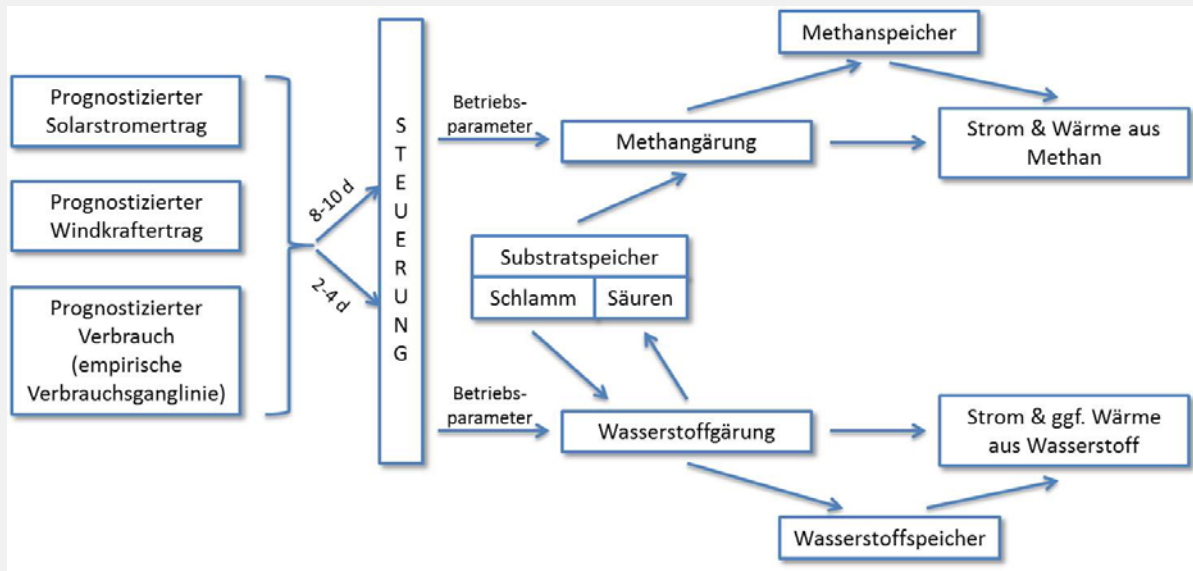 Prognostizierter
Solarstromertrag
Prognostizierter
Windkraftertrag
Prognostizierter
Verbrauch
(empirische
Verbrauchsganglinie)
8-10 d
2-4 d
STEUERUNG
Betriebs-
parameter
Betriebs-
parameter
Methanspeicher
Methangärung
Strom & Wärme aus
Methan
Substratspeicher
Schlamm
Säuren
Wasserstoffgärung
Strom & ggf. Wärme
aus Wasserstoff
Wasserstoffspeicher